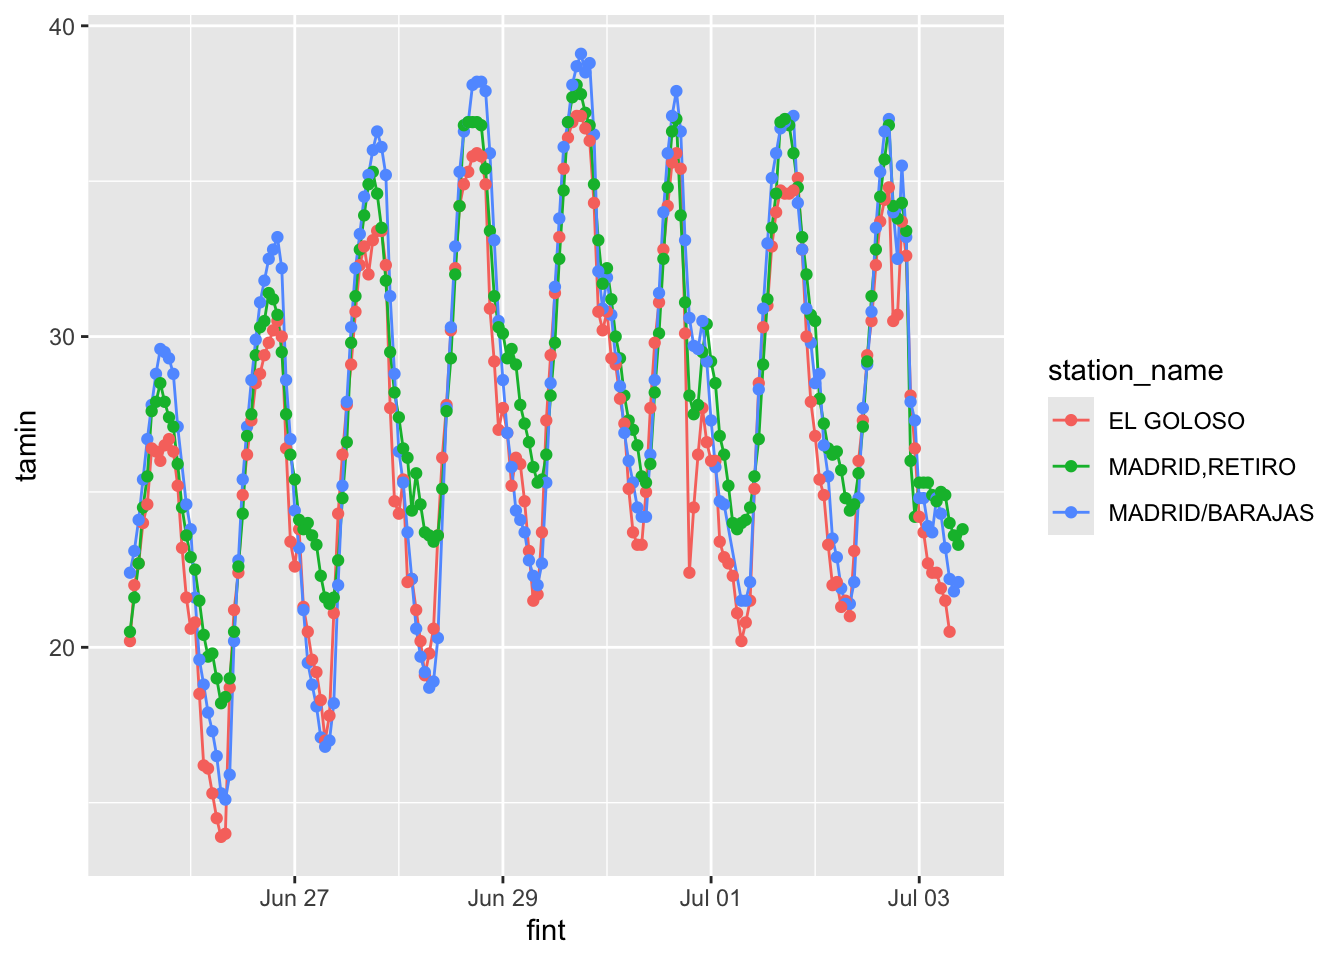 40
30
20
tamin
Jun 27
Jun 29
Jul 01
Jul 03
fint
station_name
EL GOLOSO
MADRID,RETIRO
MADRID/BARAJAS